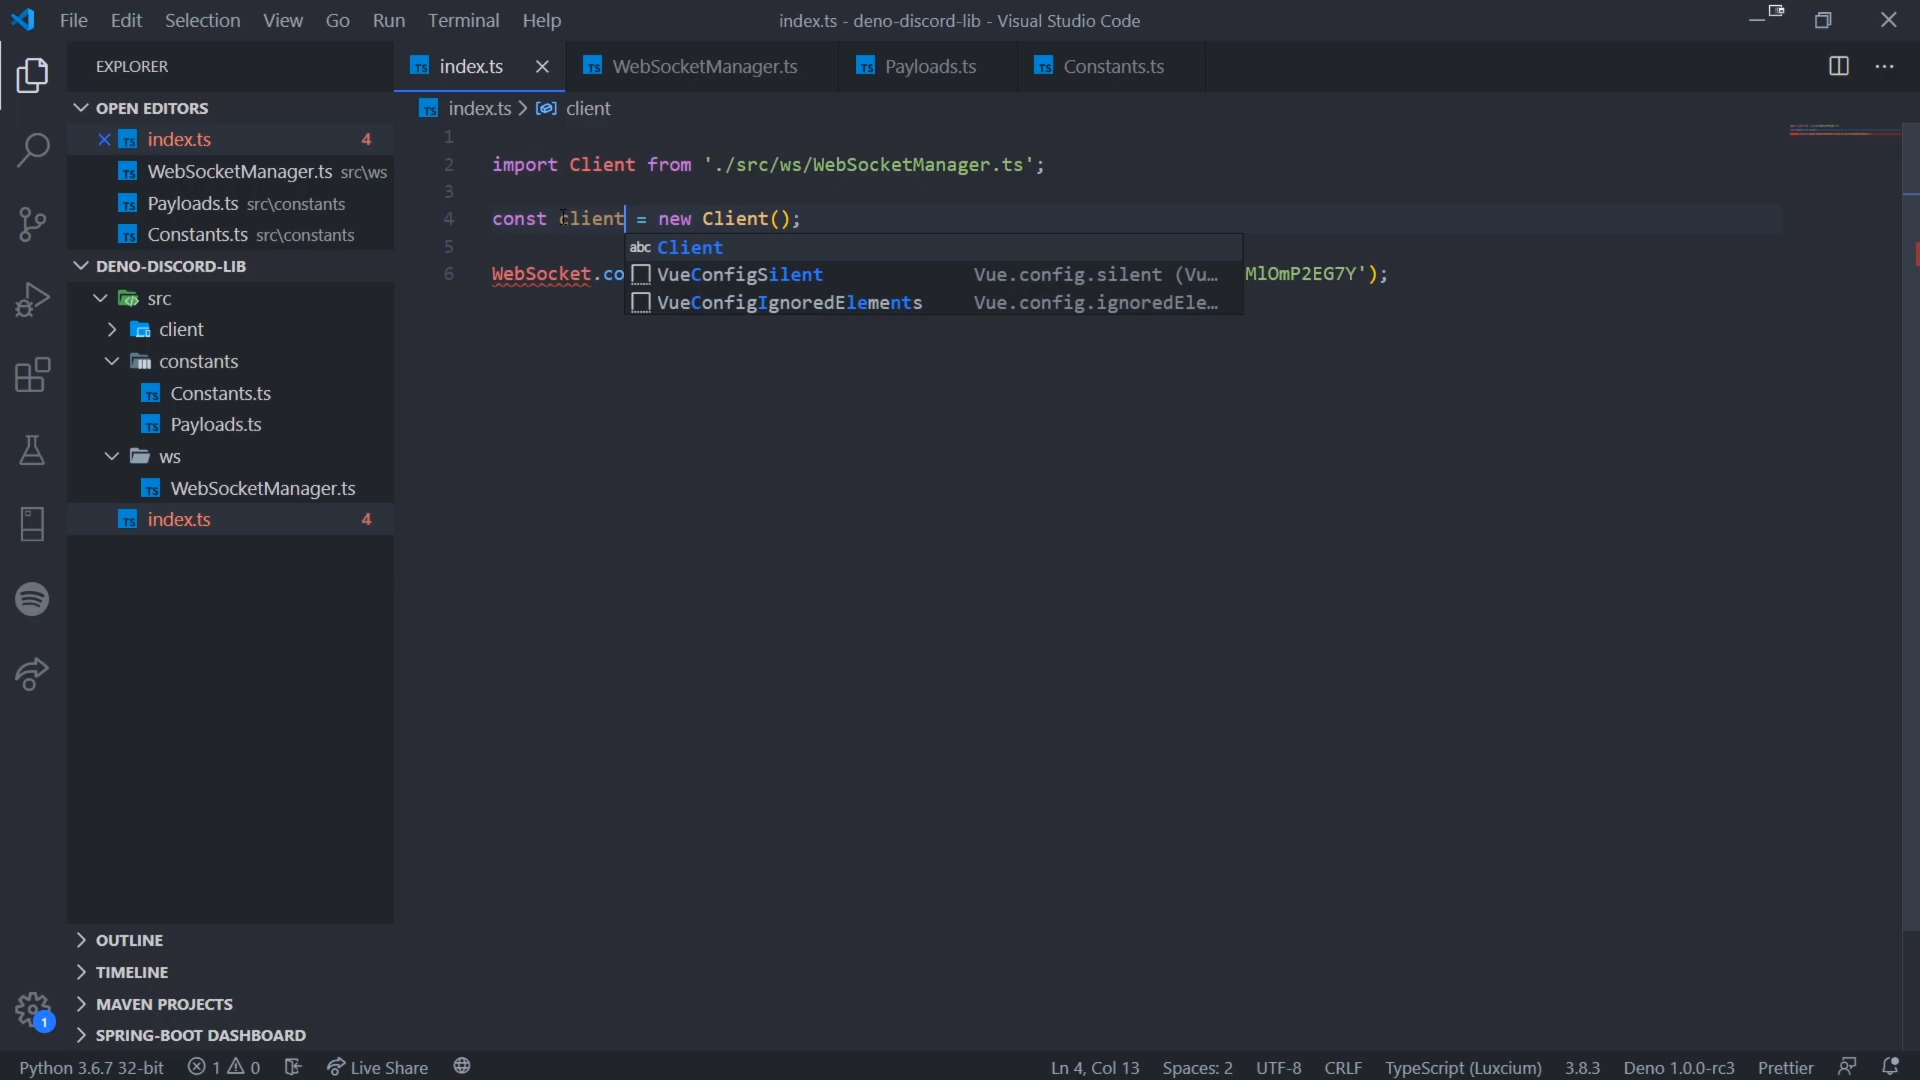 File Edit Selection View Go Run Terminal Help
index.ts - deno-discord-lib - Visual Studio Code
EXPLORER
OPEN EDITORS
index.ts 4
WebSocketManager.ts src\ws
Payloads.ts src\constants
Constants.ts src\constants
DENO-DISCORD-LIB
src
client
constants
Constants.ts
Payloads.ts
ws
WebSocketManager.ts
index.ts 4
OUTLINE
TIMELINE
MAVEN PROJECTS
SPRING-BOOT DASHBOARD
1
index.ts WebSocketManager.ts Payloads.ts Constants.ts
index.ts > client
1
2 import Client from './src/ws/WebSocketManager.ts';
3
4 const client = new Client();
5
6 WebSocket.co MlOmP2EG7Y');
abc Client
VueConfigSilent Vue.config.silent (Vu...
VueConfigIgnoredElements Vue.config.ignoredEle...
Python 3.6.7 32-bit 1 0 Live Share Ln 4, Col 13 Spaces: 2 UTF-8 CRLF TypeScript (Luxcium) 3.8.3 Deno 1.0.0-rc3 Prettier